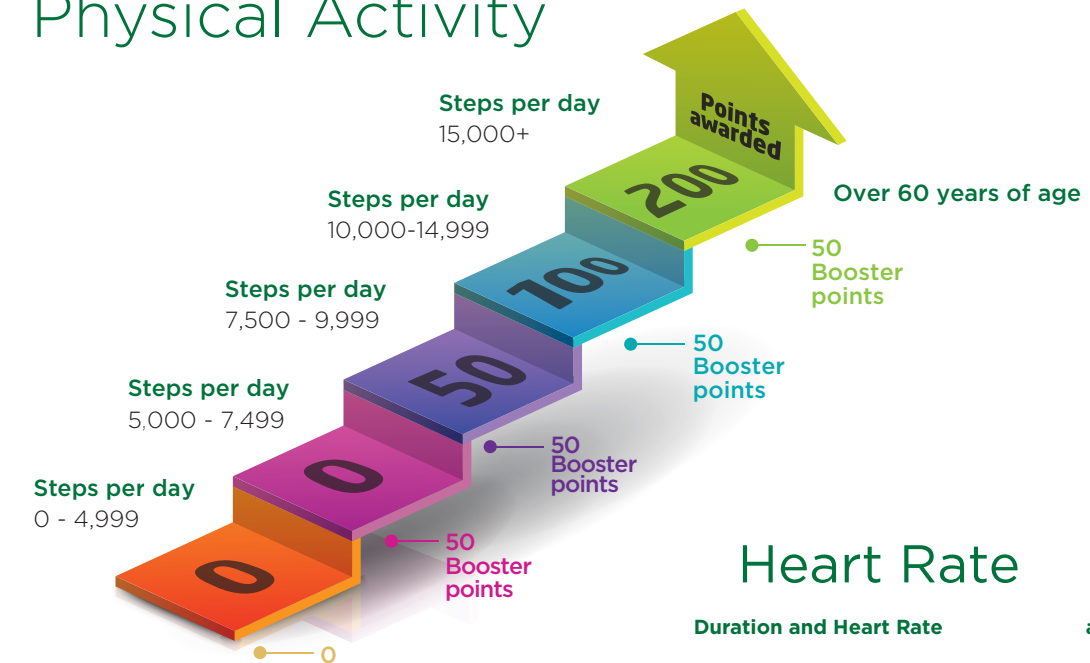 Physical Activity
Steps per day
15,000+
Points
awarded
200
Over 60 years of age
50
Booster
points
Steps per day
10,000-14,999
100
50
Booster
points
Steps per day
7,500 - 9,999
50
50
Booster
points
Steps per day
5,000 - 7,499
0
50
Booster
points
Steps per day
0 - 4,999
0
0
Heart Rate
Duration and Heart Rate